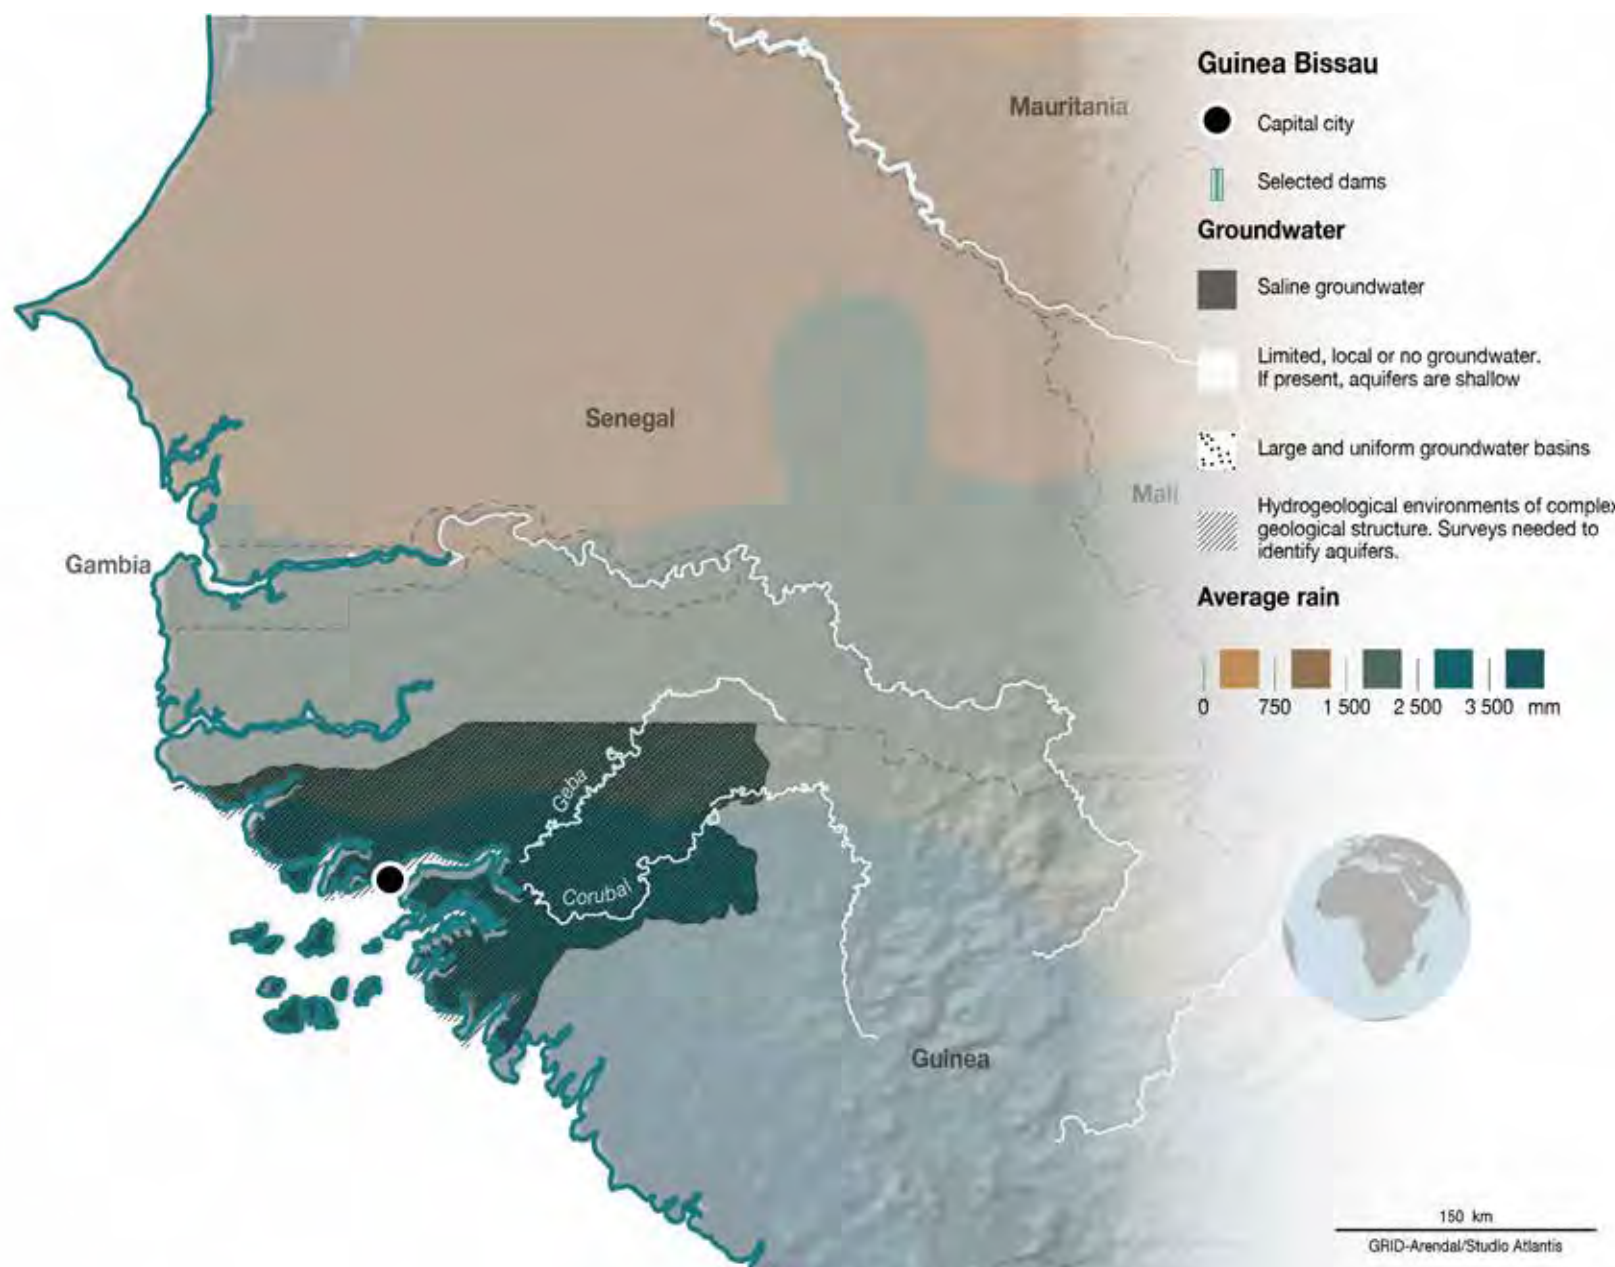 Guinea Bissau
Capital city
Selected dams
Groundwater
Saline groundwater
Limited, local or no groundwater.
If present, aquifers are shallow
Large and uniform groundwater basins
Hydrogeological environments of complex
geological structure. Surveys needed to
identify aquifers.
Average rain
0 750 1 500 2 500 3 500 mm
Mauritania
Senegal
Mali
Gambia
Geba
Corubal
Guinea
150 km
GRID-Arendal/Studio Atlantis